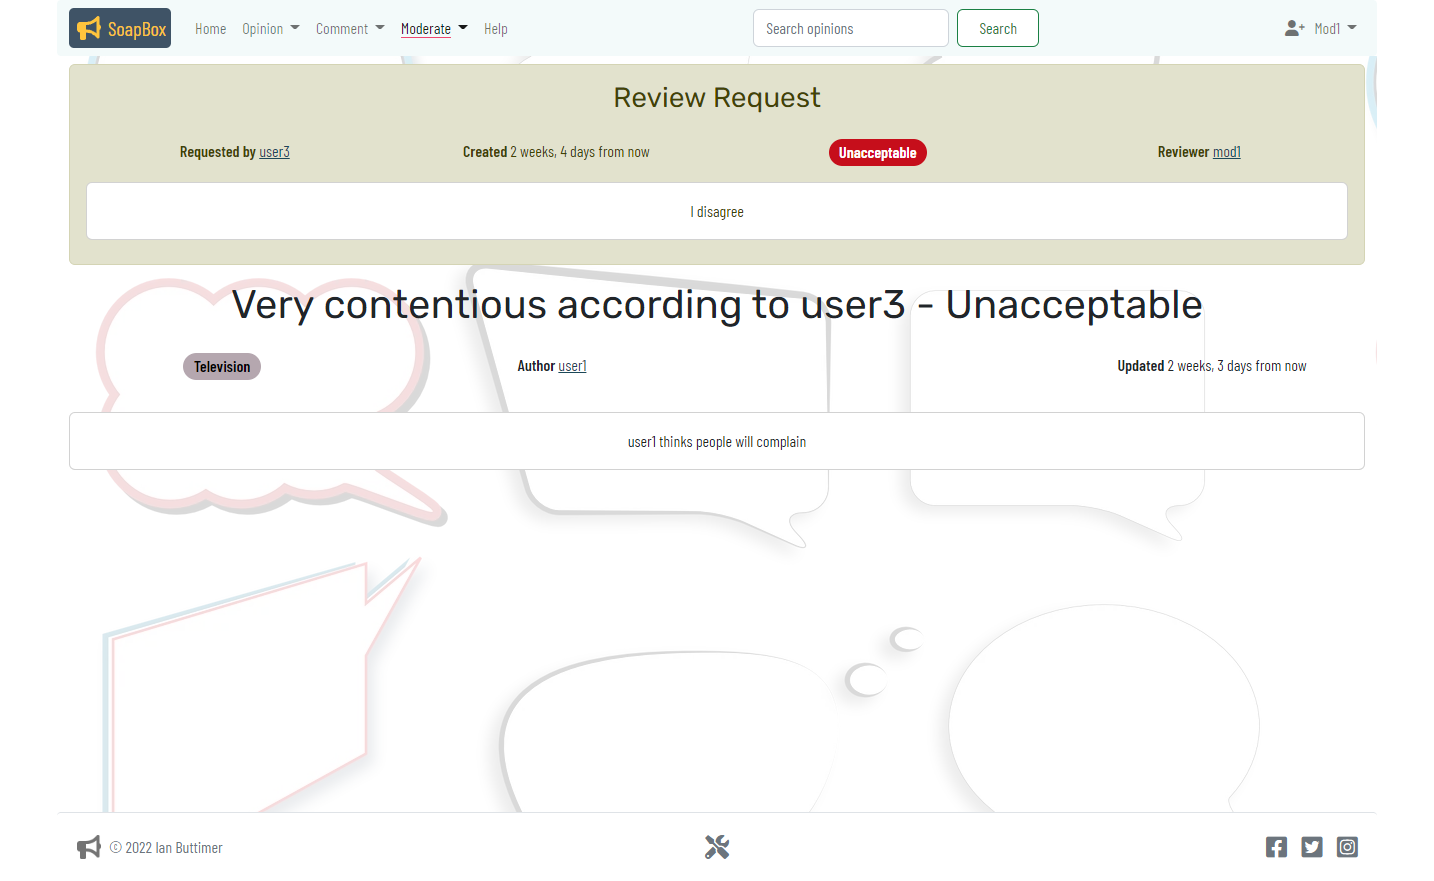 SoapBox Home Opinion Comment Moderate Help Search opinions Search Mod1
Review Request
Requested by user3 Created 2 weeks, 4 days from now Unacceptable Reviewer mod1
I disagree
Very contentious according to user3 - Unacceptable
Television Author user1 Updated 2 weeks, 3 days from now
user1 thinks people will complain
© 2022 Ian Buttimer